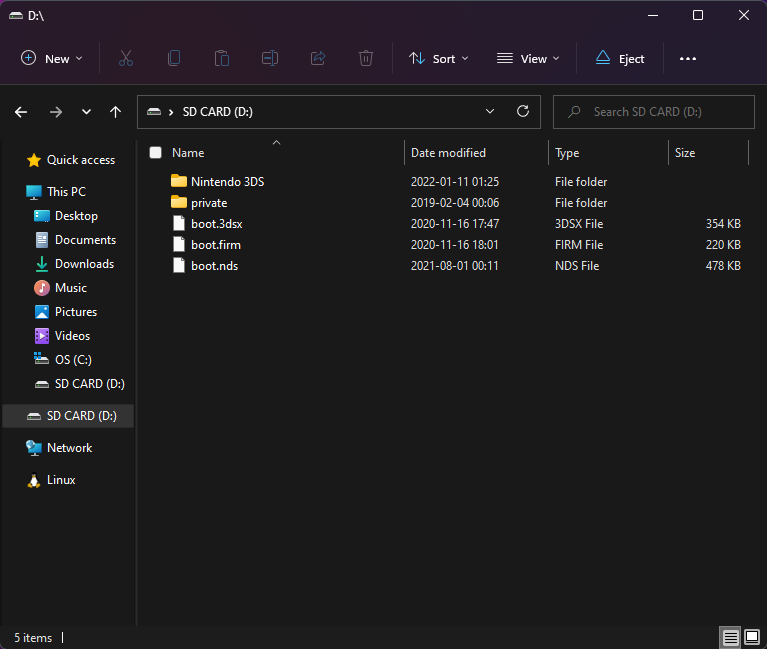 D:\
New
Sort
View
Eject
SD CARD (D:)
Search SD CARD (D:)
Quick access
This PC
Desktop
Documents
Downloads
Music
Pictures
Videos
OS (C:)
SD CARD (D:)
SD CARD (D:)
Network
Linux
Name Date modified Type Size
Nintendo 3DS 2022-01-11 01:25 File folder
private 2019-02-04 00:06 File folder
boot.3dsx 2020-11-16 17:47 3DSX File 354 KB
boot.firm 2020-11-16 18:01 FIRM File 220 KB
boot.nds 2021-08-01 00:11 NDS File 478 KB
5 items